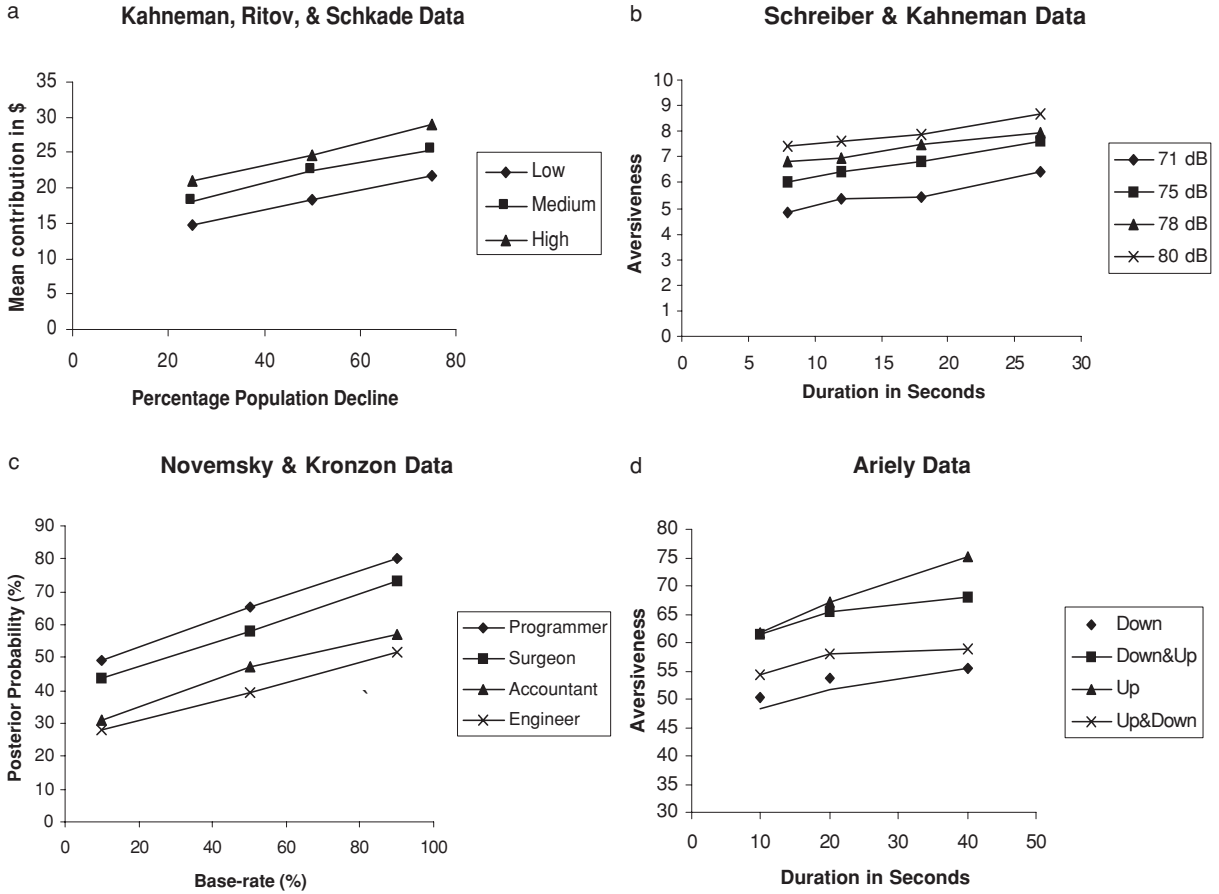 a
Kahneman, Ritov, & Schkade Data
Mean contribution in $
35
30
25
20
15
10
5
0
0 20 40 60 80
Percentage Population Decline
Low
Medium
High
b
Schreiber & Kahneman Data
Aversiveness
10
9
8
7
6
5
4
3
2
1
0
0 5 10 15 20 25 30
Duration in Seconds
71 dB
75 dB
78 dB
80 dB
c
Novemsky & Kronzon Data
Posterior Probability (%)
90
80
70
60
50
40
30
20
10
0
0 20 40 60 80 100
Base-rate (%)
Programmer
Surgeon
Accountant
Engineer
d
Ariely Data
Aversiveness
80
75
70
65
60
55
50
45
40
35
30
0 10 20 30 40 50
Duration in Seconds
Down
Down&Up
Up
Up&Down